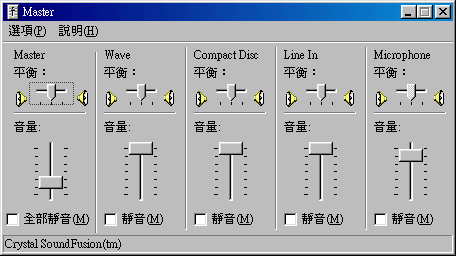 Master
選項(P) 說明(H)
Master Wave Compact Disc Line In Microphone
平衡： 平衡： 平衡： 平衡： 平衡：
音量: 音量: 音量: 音量: 音量:
全部靜音(M) 靜音(M) 靜音(M) 靜音(M) 靜音(M)
Crystal SoundFusion(tm)